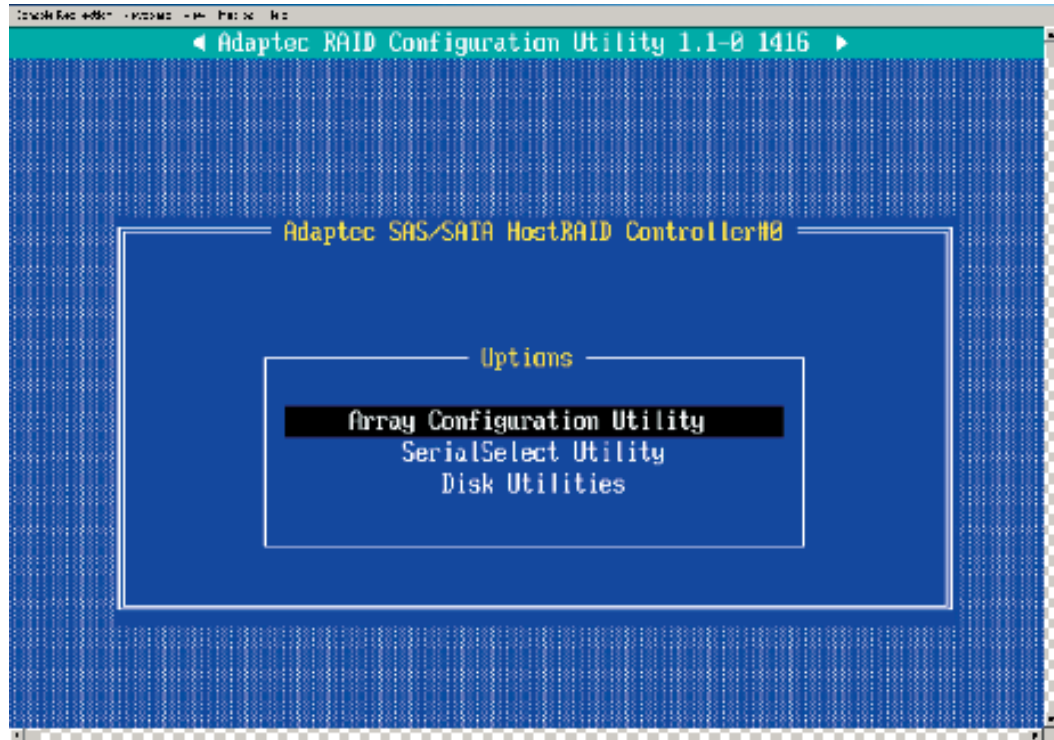 Adaptec RAID Configuration Utility 1.1-0 1416
Adaptec SAS/SATA HostRAID Controller#0
Options
Array Configuration Utility
SerialSelect Utility
Disk Utilities